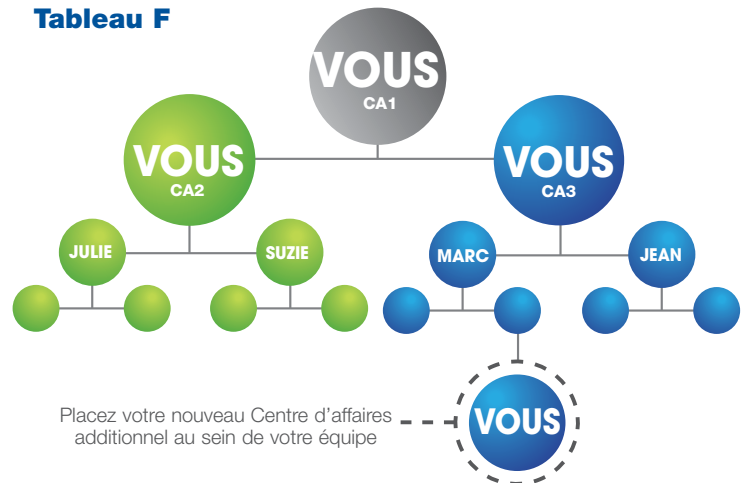 Tableau F
VOUS
CA1
VOUS
CA2
VOUS
CA3
JULIE
SUZIE
MARC
JEAN
Placez votre nouveau Centre d’affaires
additionnel au sein de votre équipe
VOUS